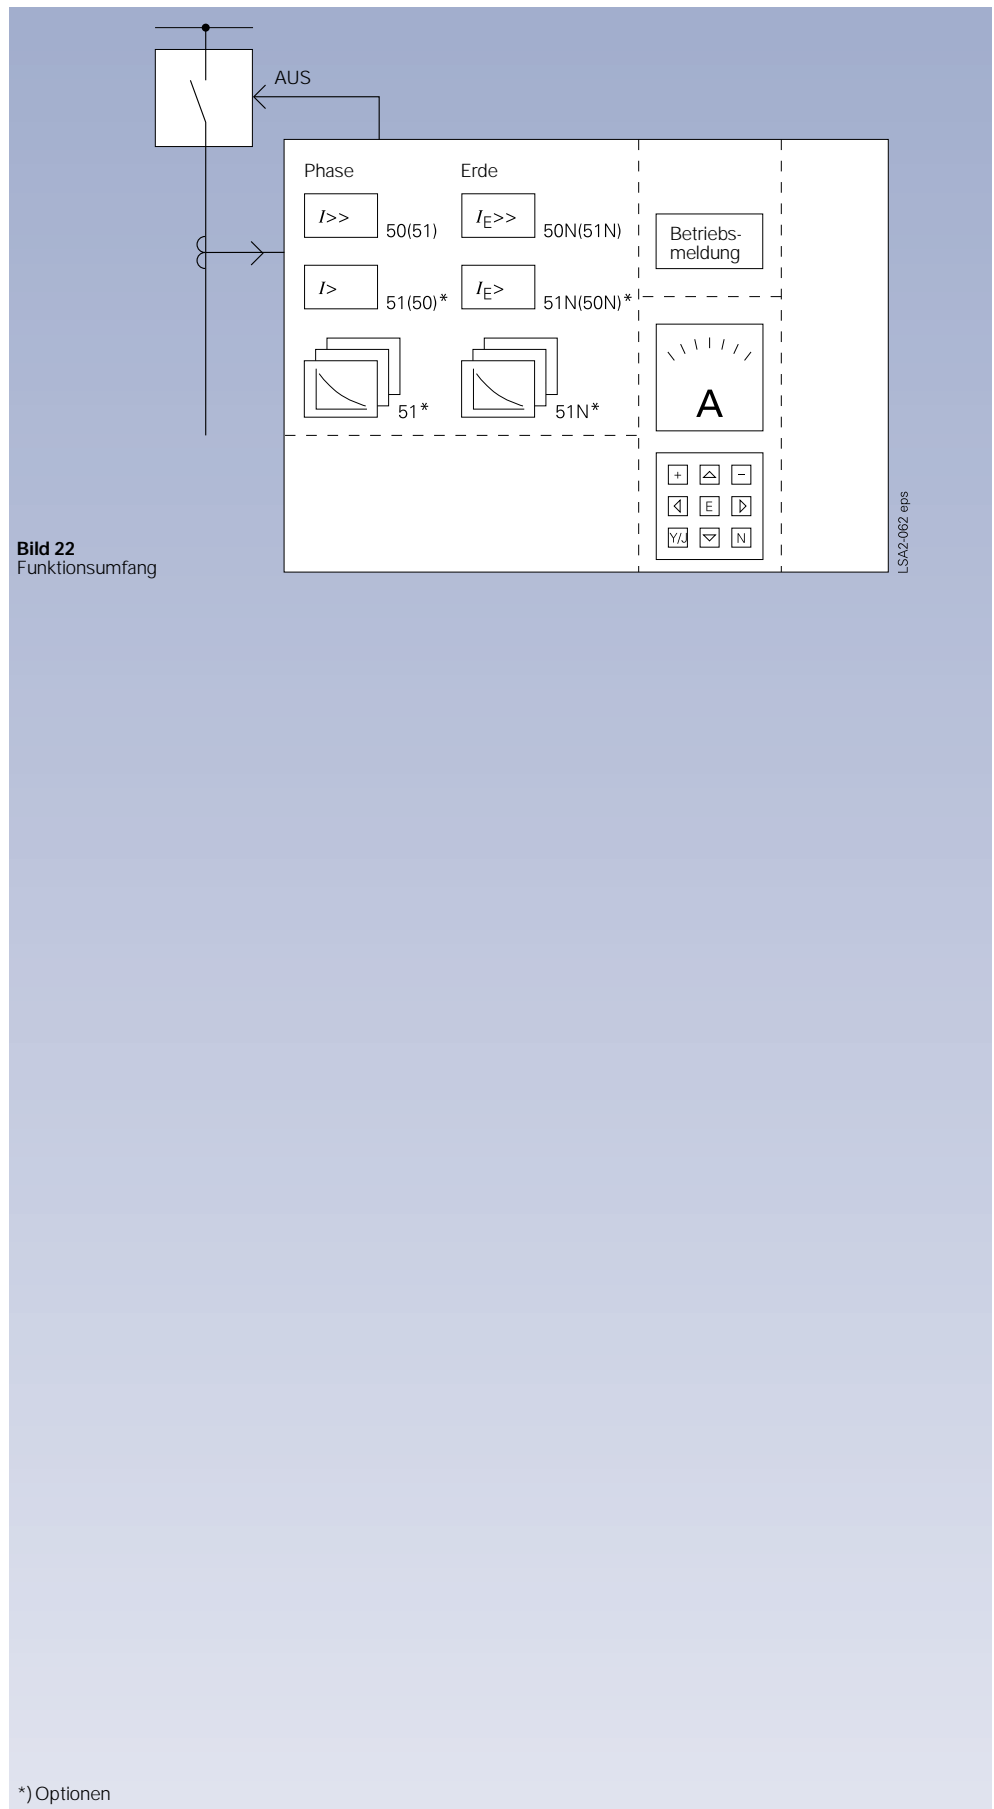 AUS
Phase Erde
I>> 50(51) IE>> 50N(51N)
I> 51(50)* IE> 51N(50N)*
51* 51N*
Betriebs-
meldung
A
+ −
E
Y/J N
LSA2-062 eps
Bild 22
Funktionsumfang
*) Optionen